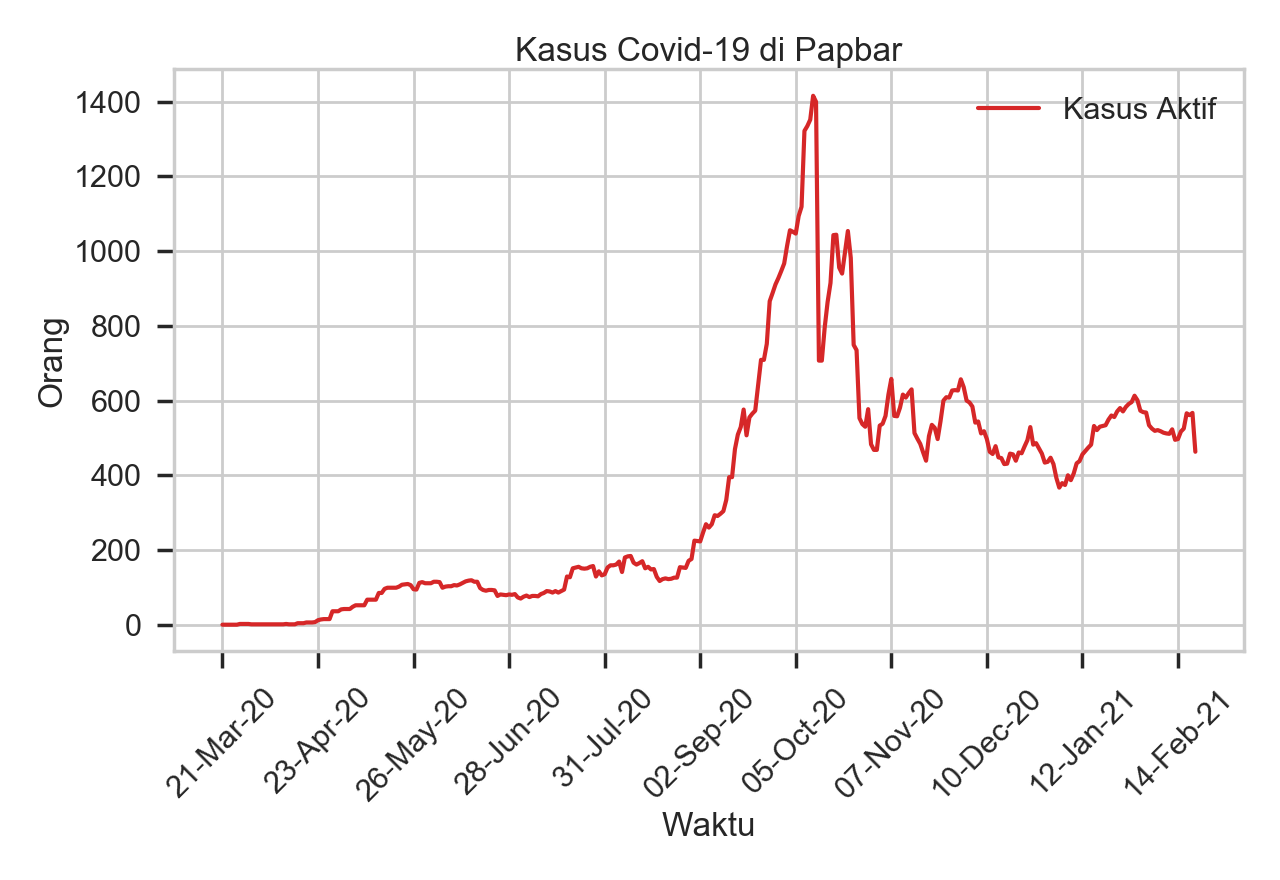 Kasus Covid-19 di Papbar
Kasus Aktif
1400
1200
1000
800
600
400
200
0
Orang
21-Mar-20
23-Apr-20
26-May-20
28-Jun-20
31-Jul-20
02-Sep-20
05-Oct-20
07-Nov-20
10-Dec-20
12-Jan-21
14-Feb-21
Waktu